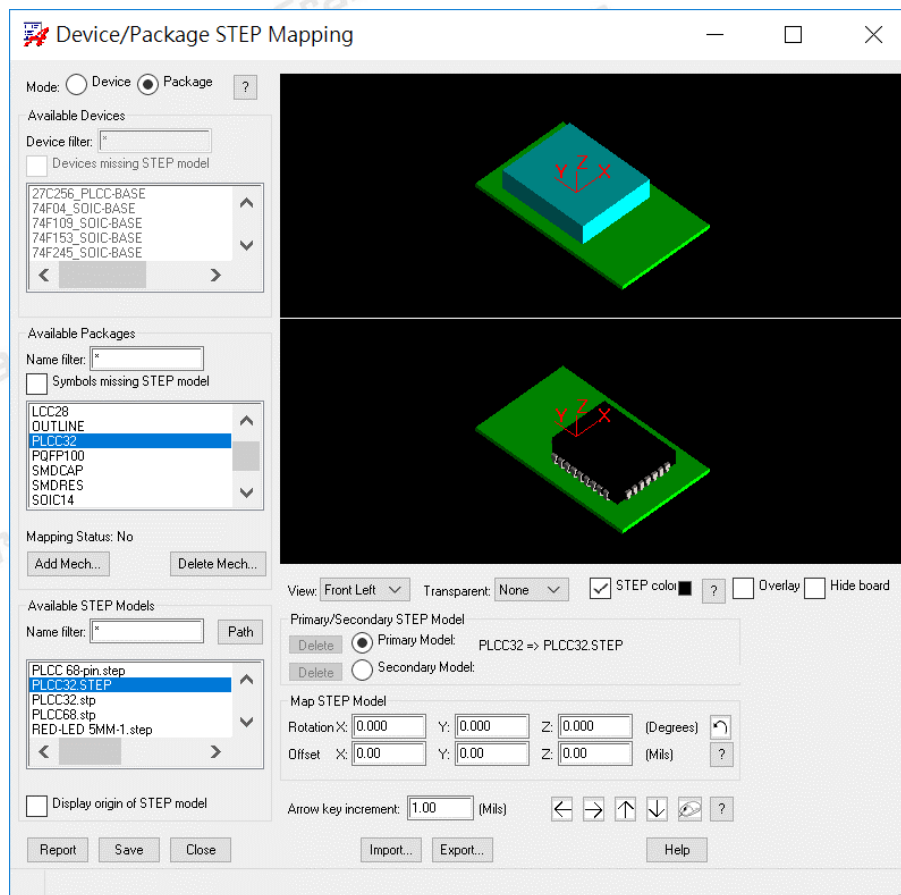 Device/Package STEP Mapping
Mode: Device Package ?
Available Devices
Device filter: *
Devices missing STEP model
27C256_PLCC-BASE
74F04_SOIC-BASE
74F109_SOIC-BASE
74F153_SOIC-BASE
74F245_SOIC-BASE
Available Packages
Name filter: *
Symbols missing STEP model
LCC28
OUTLINE
PLCC32
PQFP100
SMDCAP
SMDRES
SOIC14
Mapping Status: No
Add Mech... Delete Mech...
Available STEP Models
Name filter: * Path
PLCC 68-pin.step
PLCC32.STEP
PLCC32.stp
PLCC68.stp
RED-LED 5MM-1.step
Display origin of STEP model
Report Save Close
Y Z X
Y Z X
View: Front Left Transparent: None STEP color ? Overlay Hide board
Primary/Secondary STEP Model
Delete Primary Model: PLCC32 => PLCC32.STEP
Delete Secondary Model:
Map STEP Model
Rotation X: 0.000 Y: 0.000 Z: 0.000 (Degrees)
Offset X: 0.00 Y: 0.00 Z: 0.00 (Mils) ?
Arrow key increment: 1.00 (Mils) ?
Import... Export... Help